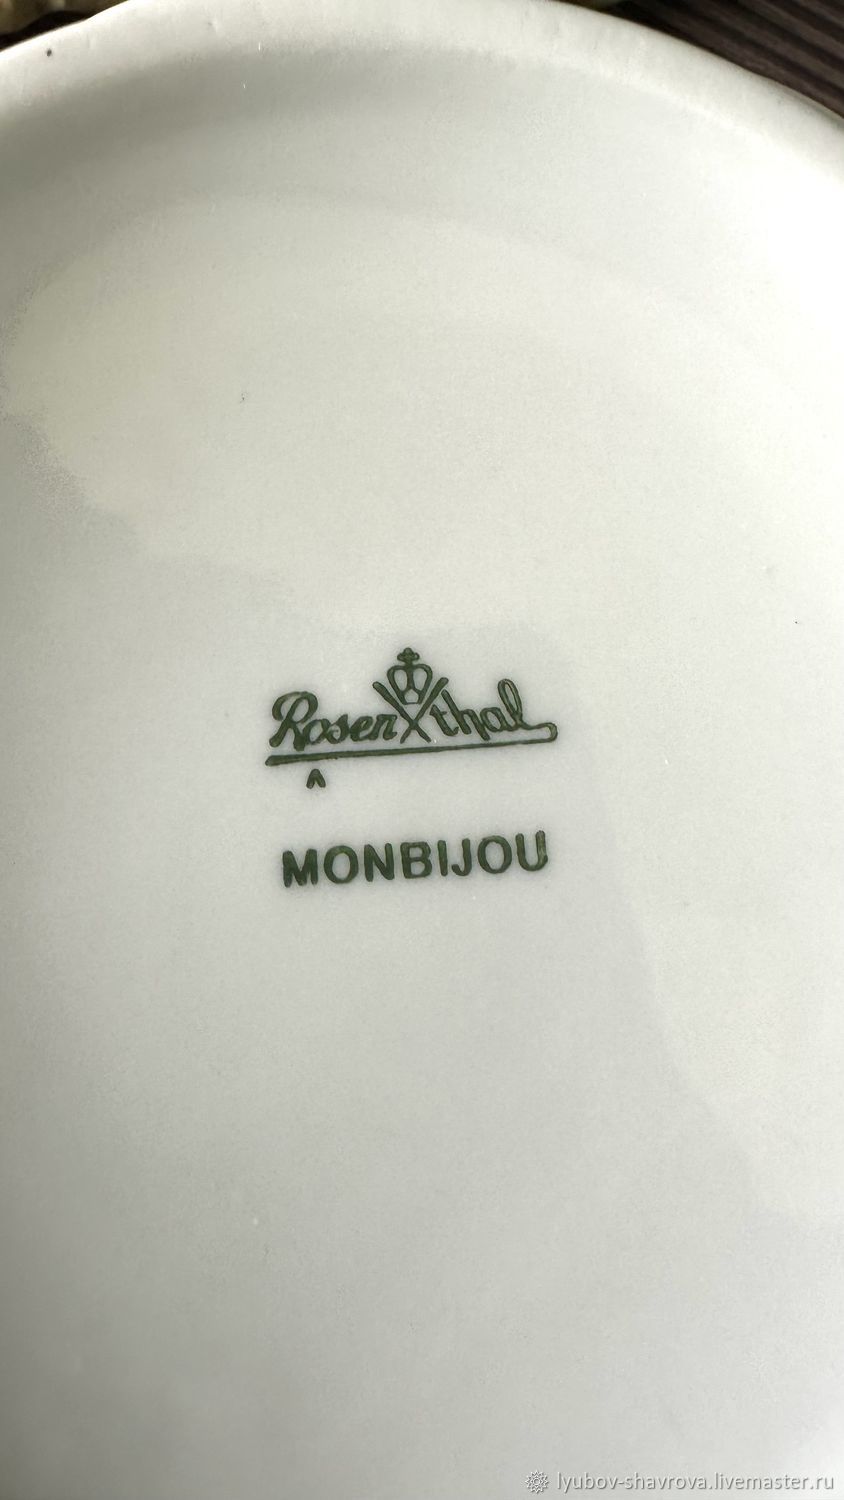 Rosenthal
^
MONBIJOU
lyubov-shavrova.livemaster.ru